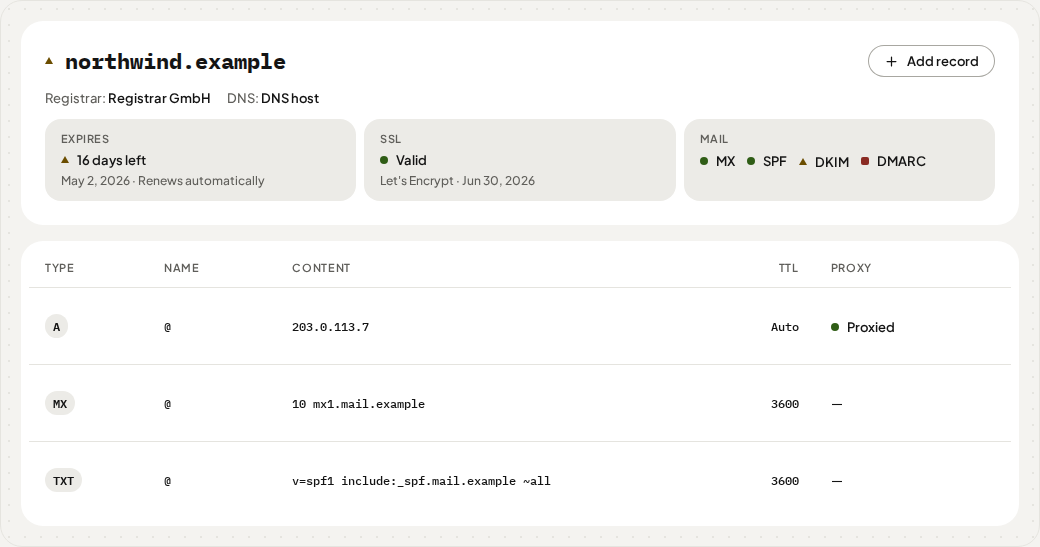 northwind.example
Add record
Registrar: Registrar GmbH DNS: DNS host
EXPIRES
16 days left
May 2, 2026 · Renews automatically
SSL
Valid
Let's Encrypt · Jun 30, 2026
MAIL
MX SPF DKIM DMARC
TYPE NAME CONTENT TTL PROXY
A @ 203.0.113.7 Auto Proxied
MX @ 10 mx1.mail.example 3600 —
TXT @ v=spf1 include:_spf.mail.example ~all 3600 —